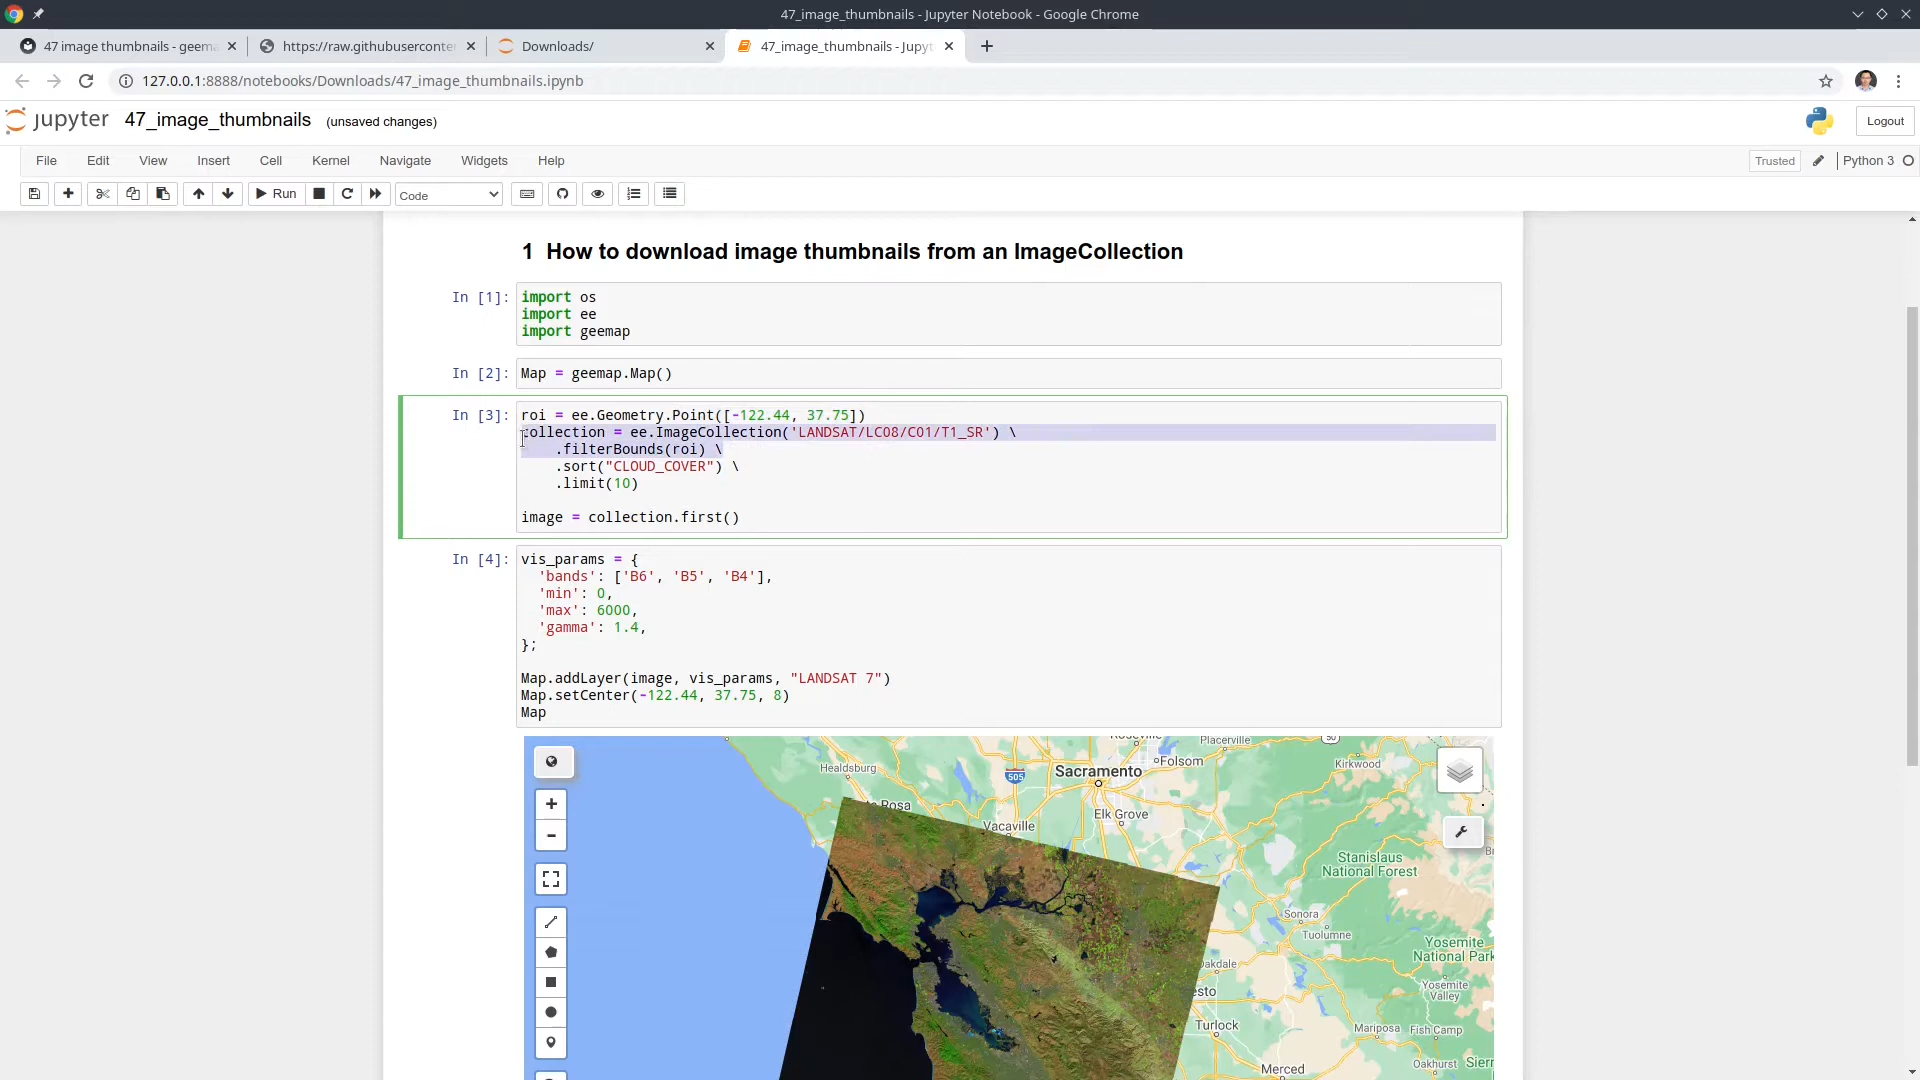 47_image_thumbnails - Jupyter Notebook - Google Chrome
47 image thumbnails - geema
https://raw.githubuserconte
Downloads/
47_image_thumbnails - Jupyt
127.0.0.1:8888/notebooks/Downloads/47_image_thumbnails.ipynb
jupyter 47_image_thumbnails (unsaved changes)
Logout
File Edit View Insert Cell Kernel Navigate Widgets Help
Trusted
Python 3
Run
Code
1 How to download image thumbnails from an ImageCollection
In [1]: import os
import ee
import geemap
In [2]: Map = geemap.Map()
In [3]: roi = ee.Geometry.Point([-122.44, 37.75])
collection = ee.ImageCollection('LANDSAT/LC08/C01/T1_SR') \
.filterBounds(roi) \
.sort("CLOUD_COVER") \
.limit(10)
image = collection.first()
In [4]: vis_params = {
'bands': ['B6', 'B5', 'B4'],
'min': 0,
'max': 6000,
'gamma': 1.4,
};
Map.addLayer(image, vis_params, "LANDSAT 7")
Map.setCenter(-122.44, 37.75, 8)
Map
50
Placerville
Healdsburg
Folsom
Kirkwood
505
Sacramento
Rosa
Elk Grove
Vacaville
Stanislaus
National Forest
Sonora
Tuolumne
Yosemite
National Park
akdale
esto
Yosemite
Valley
Turlock
Mariposa
Fish Camp
Oakhurst
Sierr
Merced